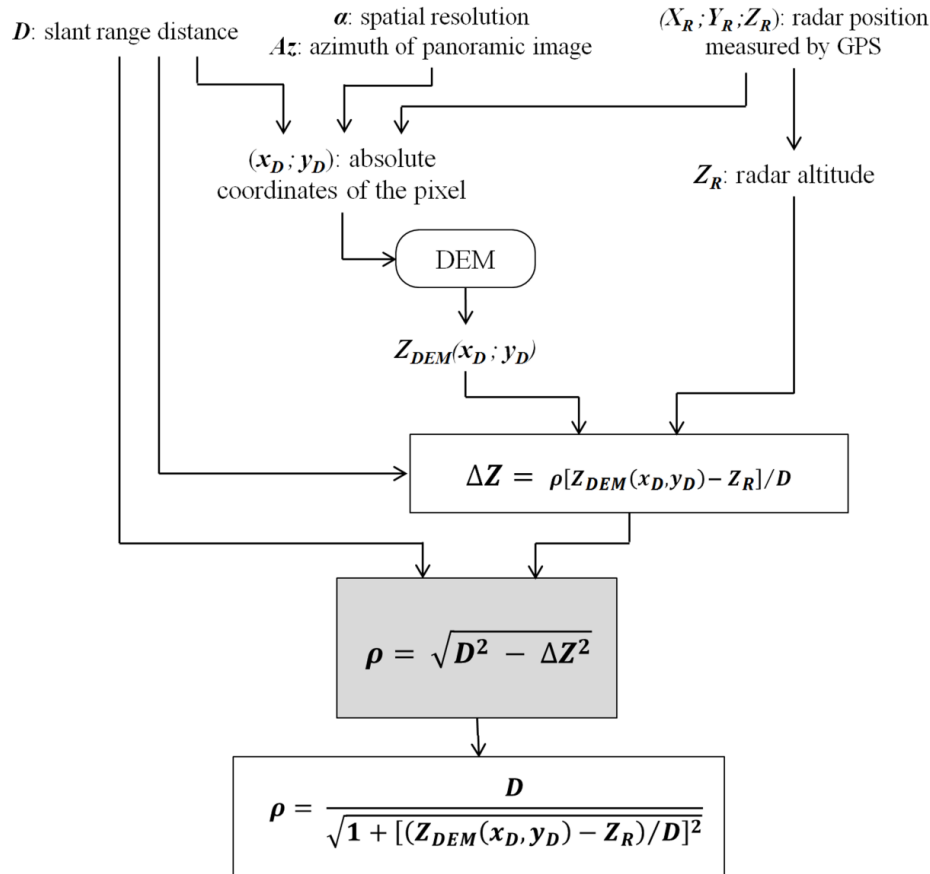 D: slant range distance
α: spatial resolution
Az: azimuth of panoramic image
(X_R; Y_R; Z_R): radar position
measured by GPS
(x_D; y_D): absolute
coordinates of the pixel
Z_R: radar altitude
DEM
Z_DEM(x_D; y_D)
ΔZ = ρ[Z_DEM(x_D,y_D) − Z_R]/D
ρ = √(D² − ΔZ²)
ρ = D / √(1 + [(Z_DEM(x_D, y_D) − Z_R)/D]²)